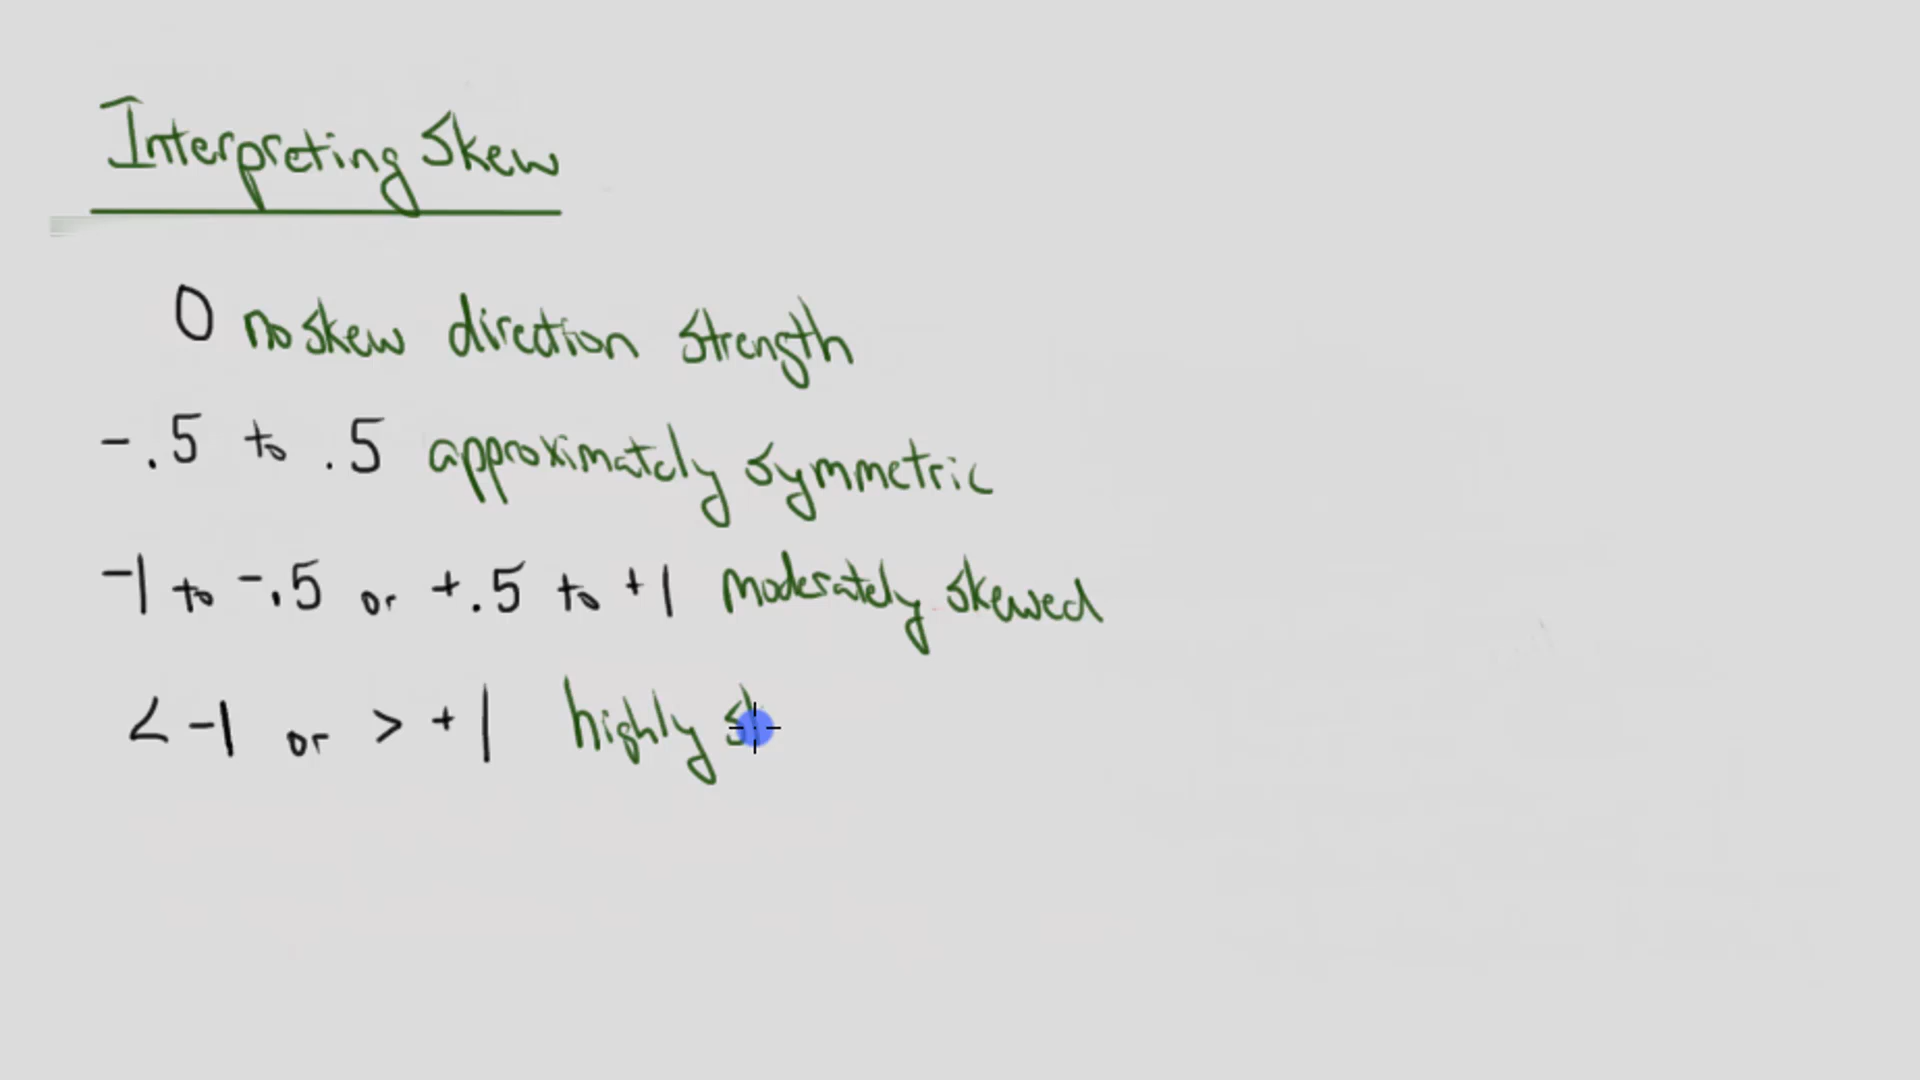 Interpreting Skew
0 no skew direction strength
-.5 to .5 approximately symmetric
-1 to -.5 or +.5 to +1 moderately skewed
< -1 or > +1 highly